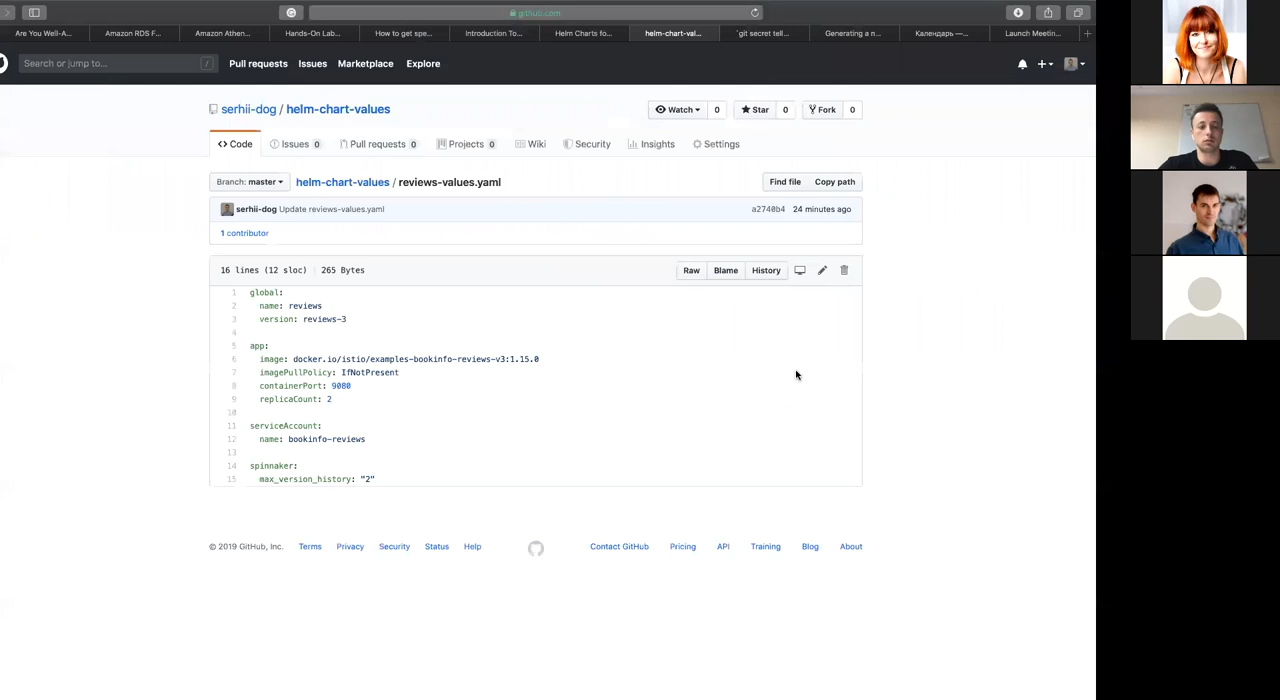 github.com
Are You Well-A...
Amazon RDS F...
Amazon Athen...
Hands-On Lab...
How to get spe...
Introduction To...
Helm Charts fo...
helm-chart-val...
`git secret tell...
Generating a n...
Календарь —...
Launch Meetin...
Search or jump to... /
Pull requests Issues Marketplace Explore
serhii-dog / helm-chart-values
Watch 0 Star 0 Fork 0
Code Issues 0 Pull requests 0 Projects 0 Wiki Security Insights Settings
Branch: master helm-chart-values / reviews-values.yaml
Find file Copy path
serhii-dog Update reviews-values.yaml a2740b4 24 minutes ago
1 contributor
16 lines (12 sloc) 265 Bytes Raw Blame History
1 global:
2 name: reviews
3 version: reviews-3
4
5 app:
6 image: docker.io/istio/examples-bookinfo-reviews-v3:1.15.0
7 imagePullPolicy: IfNotPresent
8 containerPort: 9080
9 replicaCount: 2
10
11 serviceAccount:
12 name: bookinfo-reviews
13
14 spinnaker:
15 max_version_history: "2"
© 2019 GitHub, Inc. Terms Privacy Security Status Help Contact GitHub Pricing API Training Blog About